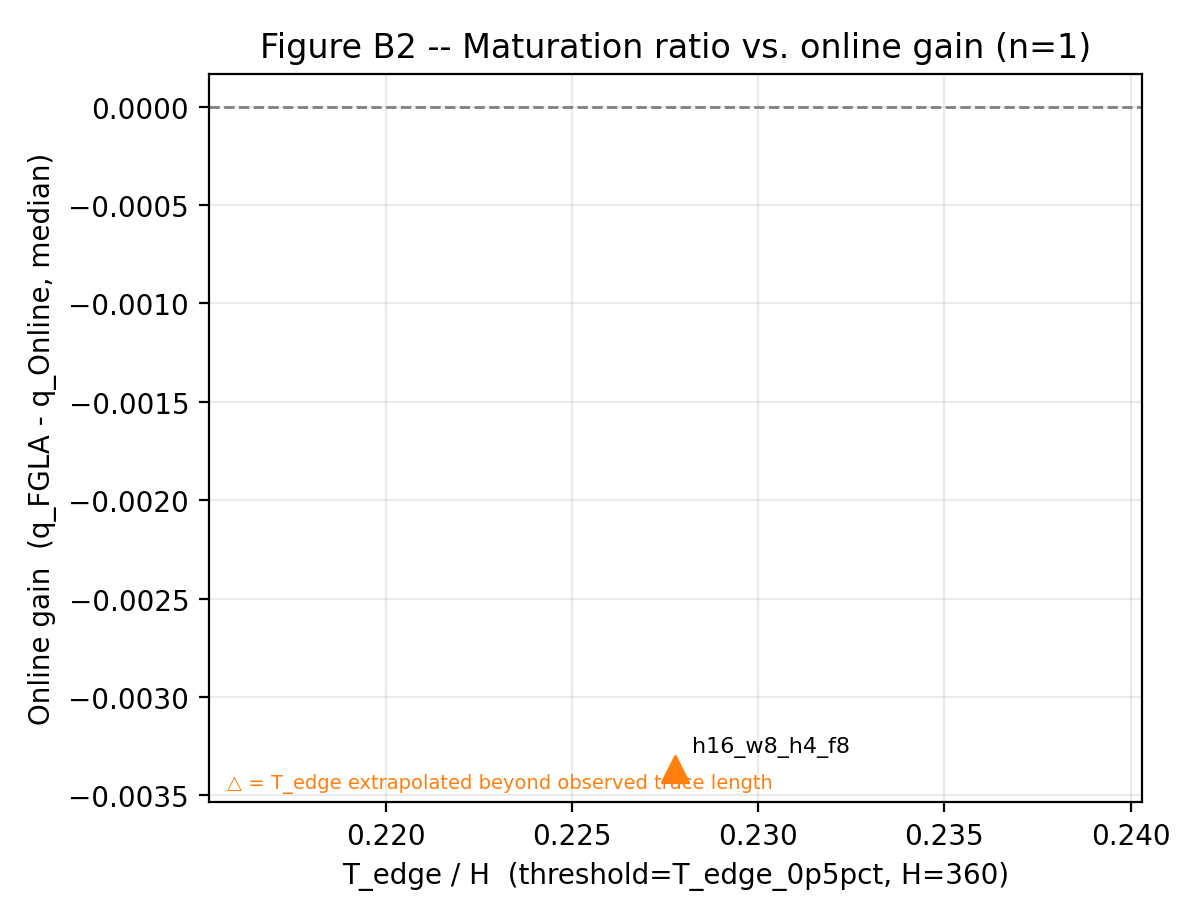 Figure B2 -- Maturation ratio vs. online gain (n=1)
Online gain  (q_FGLA - q_Online, median)
0.0000
−0.0005
−0.0010
−0.0015
−0.0020
−0.0025
−0.0030
−0.0035
h16_w8_h4_f8
△ = T_edge extrapolated beyond observed trace length
0.220
0.225
0.230
0.235
0.240
T_edge / H  (threshold=T_edge_0p5pct, H=360)